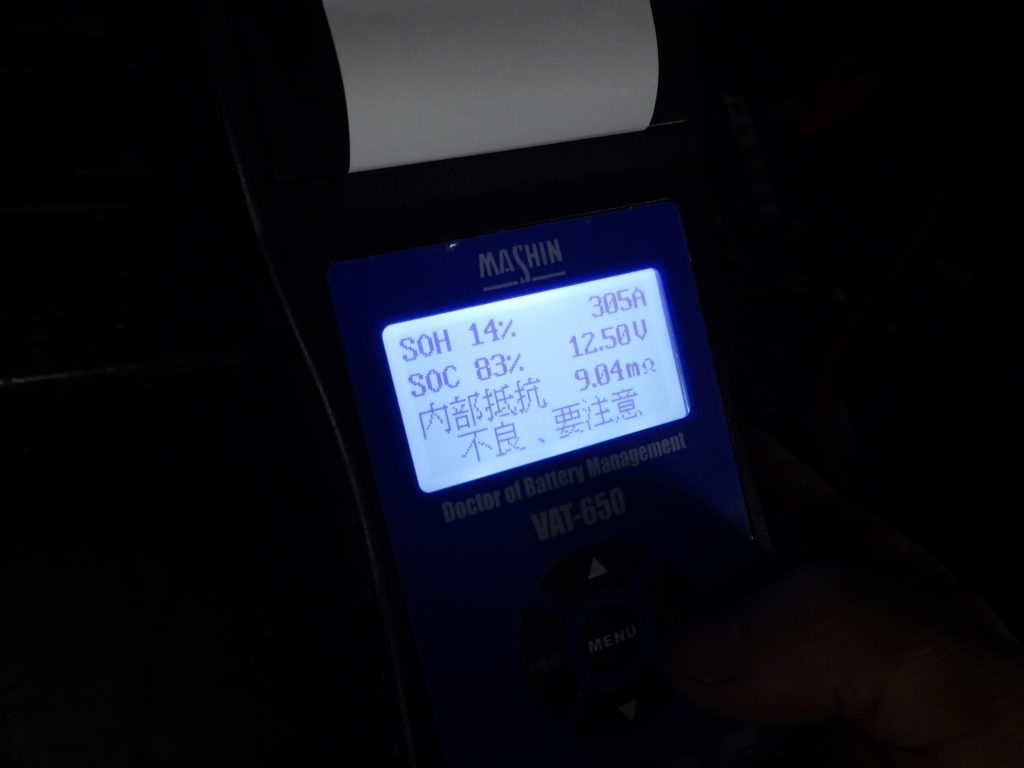 MASHIN
SOH 14% 305A
SOC 83% 12.50V
内部抵抗 9.04mΩ
不良、要注意
Doctor of Battery Management
VAT-650
MENU